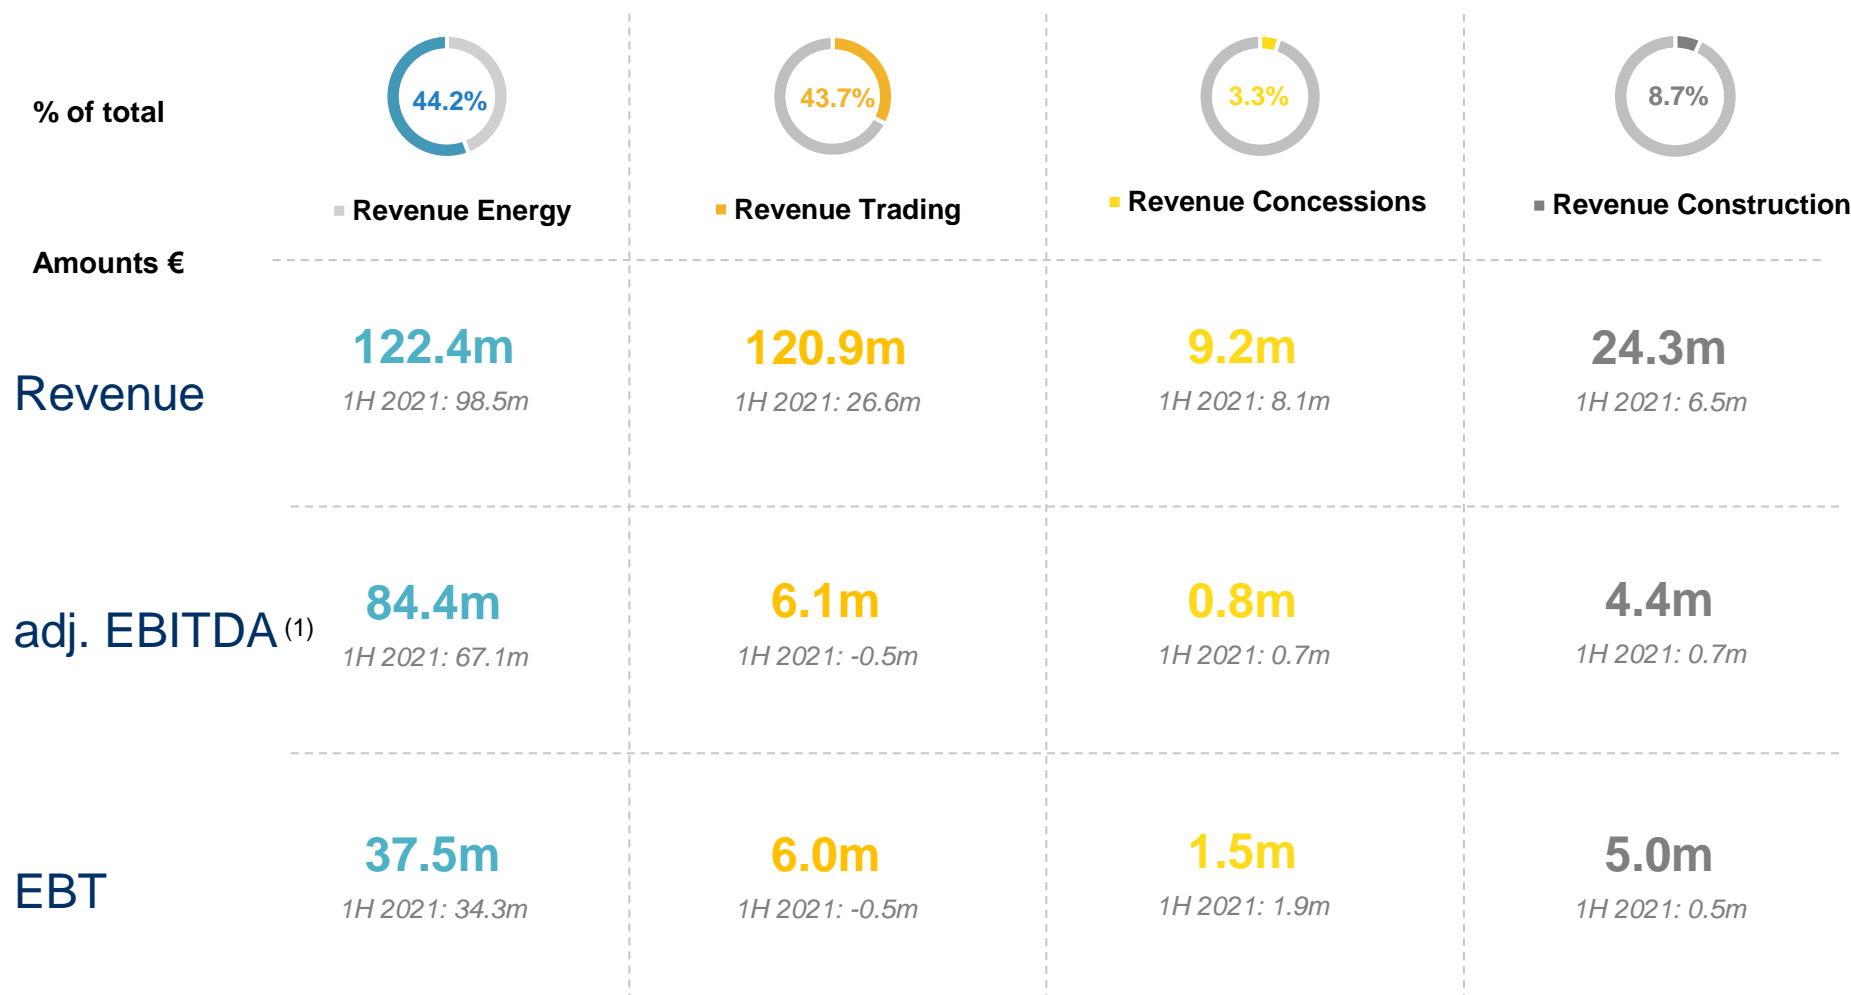 % of total
44.2%
43.7%
3.3%
8.7%
Revenue Energy
Revenue Trading
Revenue Concessions
Revenue Construction
Amounts €
Revenue
122.4m
1H 2021: 98.5m
120.9m
1H 2021: 26.6m
9.2m
1H 2021: 8.1m
24.3m
1H 2021: 6.5m
adj. EBITDA (1)
84.4m
1H 2021: 67.1m
6.1m
1H 2021: -0.5m
0.8m
1H 2021: 0.7m
4.4m
1H 2021: 0.7m
EBT
37.5m
1H 2021: 34.3m
6.0m
1H 2021: -0.5m
1.5m
1H 2021: 1.9m
5.0m
1H 2021: 0.5m